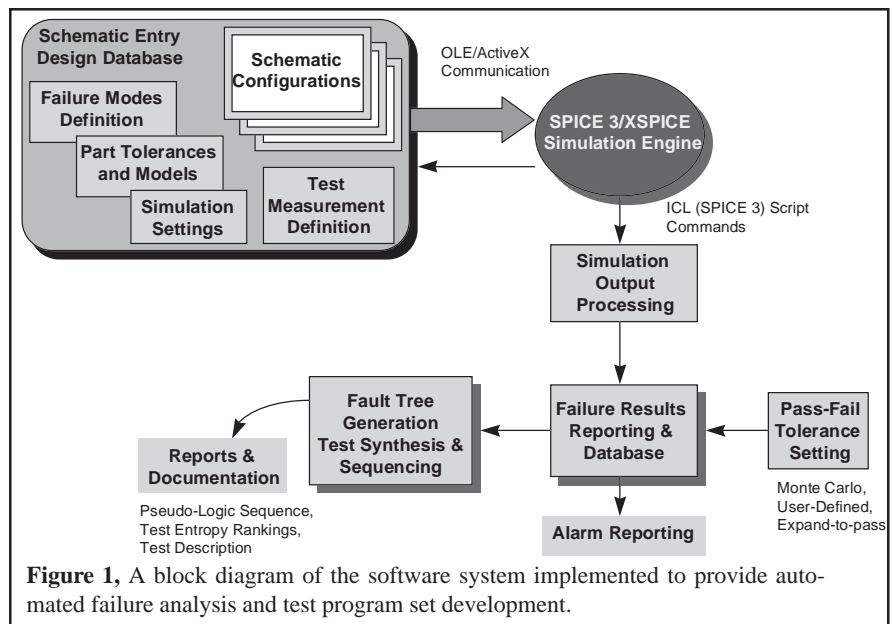 Schematic Entry
Design Database
Schematic
Configurations
Failure Modes
Definition
Part Tolerances
and Models
Simulation
Settings
Test
Measurement
Definition
OLE/ActiveX
Communication
SPICE 3/XSPICE
Simulation Engine
ICL (SPICE 3) Script
Commands
Simulation
Output
Processing
Fault Tree
Generation
Test Synthesis &
Sequencing
Failure Results
Reporting &
Database
Pass-Fail
Tolerance
Setting
Reports &
Documentation
Pseudo-Logic Sequence,
Test Entropy Rankings,
Test Description
Monte Carlo,
User-Defined,
Expand-to-pass
Alarm Reporting
Figure 1, A block diagram of the software system implemented to provide auto-
mated failure analysis and test program set development.